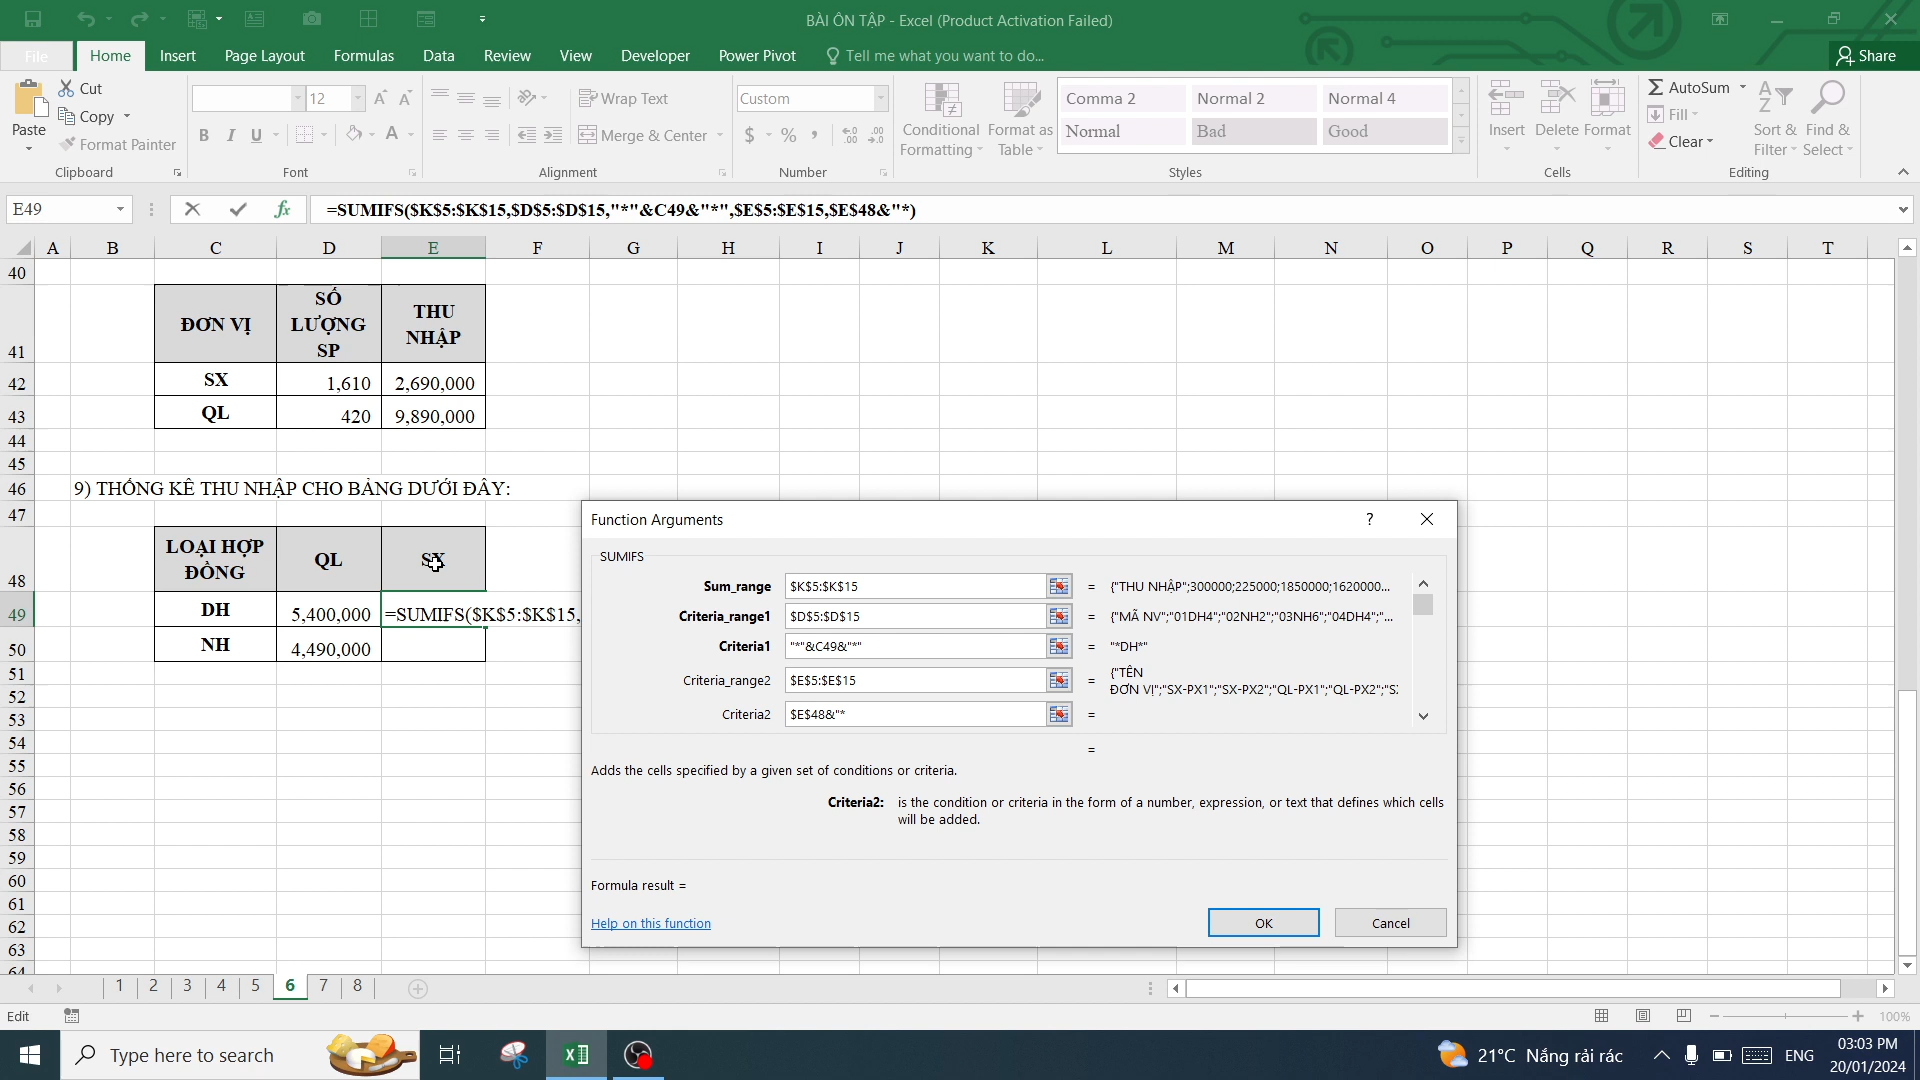 BÀI ÔN TẬP - Excel (Product Activation Failed)
File Home Insert Page Layout Formulas Data Review View Developer Power Pivot Tell me what you want to do... Share
Paste
Cut
Copy
Format Painter
Clipboard
12
B I U
Font
Wrap Text
Merge & Center
Alignment
Custom
$ % ,
Number
Conditional Formatting
Format as Table
Comma 2 Normal 2 Normal 4
Normal Bad Good
Styles
Insert Delete Format
Cells
AutoSum
Fill
Clear
Sort & Filter
Find & Select
Editing
E49
fx
=SUMIFS($K$5:$K$15,$D$5:$D$15,"*"&C49&"*",$E$5:$E$15,$E$48&"*)
A B C D E F G H I J K L M N O P Q R S T
40
41 ĐƠN VỊ SỐ LƯỢNG SP THU NHẬP
42 SX 1,610 2,690,000
43 QL 420 9,890,000
44
45
46 9) THỐNG KÊ THU NHẬP CHO BẢNG DƯỚI ĐÂY:
47
48 LOẠI HỢP ĐỒNG QL SX
49 DH 5,400,000 =SUMIFS($K$5:$K$15,
50 NH 4,490,000
51
52
53
54
55
56
57
58
59
60
61
62
63
64
Function Arguments
?
SUMIFS
Sum_range $K$5:$K$15 = {"THU NHẬP";300000;225000;1850000;1620000...
Criteria_range1 $D$5:$D$15 = {"MÃ NV";"01DH4";"02NH2";"03NH6";"04DH4";"...
Criteria1 "*"&C49&"*" = "*DH*"
Criteria_range2 $E$5:$E$15 = {"TÊN
ĐƠN VỊ";"SX-PX1";"SX-PX2";"QL-PX1";"QL-PX2";"S
Criteria2 $E$48&"* =
=
Adds the cells specified by a given set of conditions or criteria.
Criteria2: is the condition or criteria in the form of a number, expression, or text that defines which cells
will be added.
Formula result =
Help on this function
OK Cancel
1 2 3 4 5 6 7 8
Edit
100%
Type here to search
21°C Nắng rải rác
ENG
03:03 PM
20/01/2024